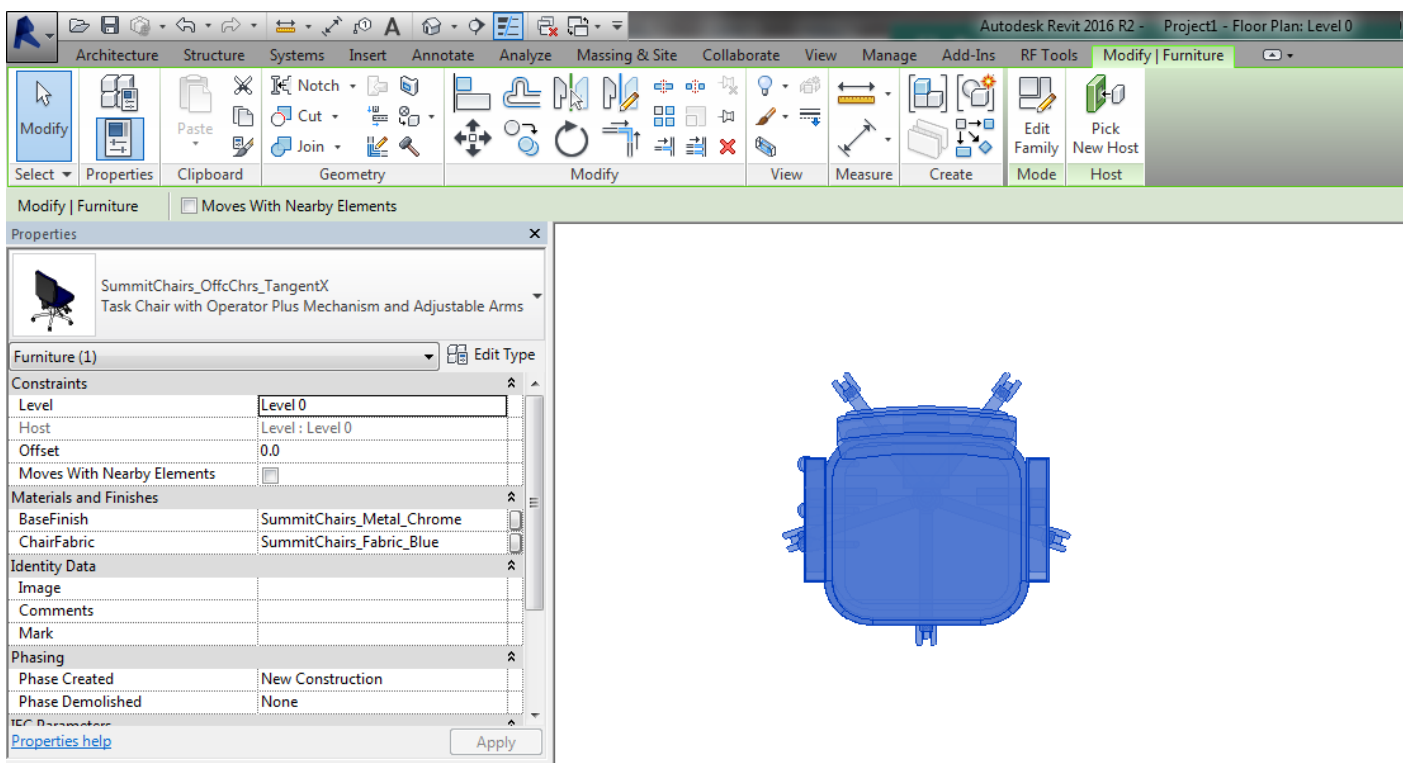 Autodesk Revit 2016 R2 - Project1 - Floor Plan: Level 0
Architecture Structure Systems Insert Annotate Analyze Massing & Site Collaborate View Manage Add-Ins RF Tools Modify | Furniture
Notch
Cut
Join
Modify
Paste
Edit Family
Pick New Host
Select Properties Clipboard Geometry Modify View Measure Create Mode Host
Modify | Furniture Moves With Nearby Elements
Properties
SummitChairs_OffcChrs_TangentX
Task Chair with Operator Plus Mechanism and Adjustable Arms
Furniture (1) Edit Type
Constraints
Level Level 0
Host Level : Level 0
Offset 0.0
Moves With Nearby Elements
Materials and Finishes
BaseFinish SummitChairs_Metal_Chrome
ChairFabric SummitChairs_Fabric_Blue
Identity Data
Image
Comments
Mark
Phasing
Phase Created New Construction
Phase Demolished None
IFC Parameters
Properties help Apply